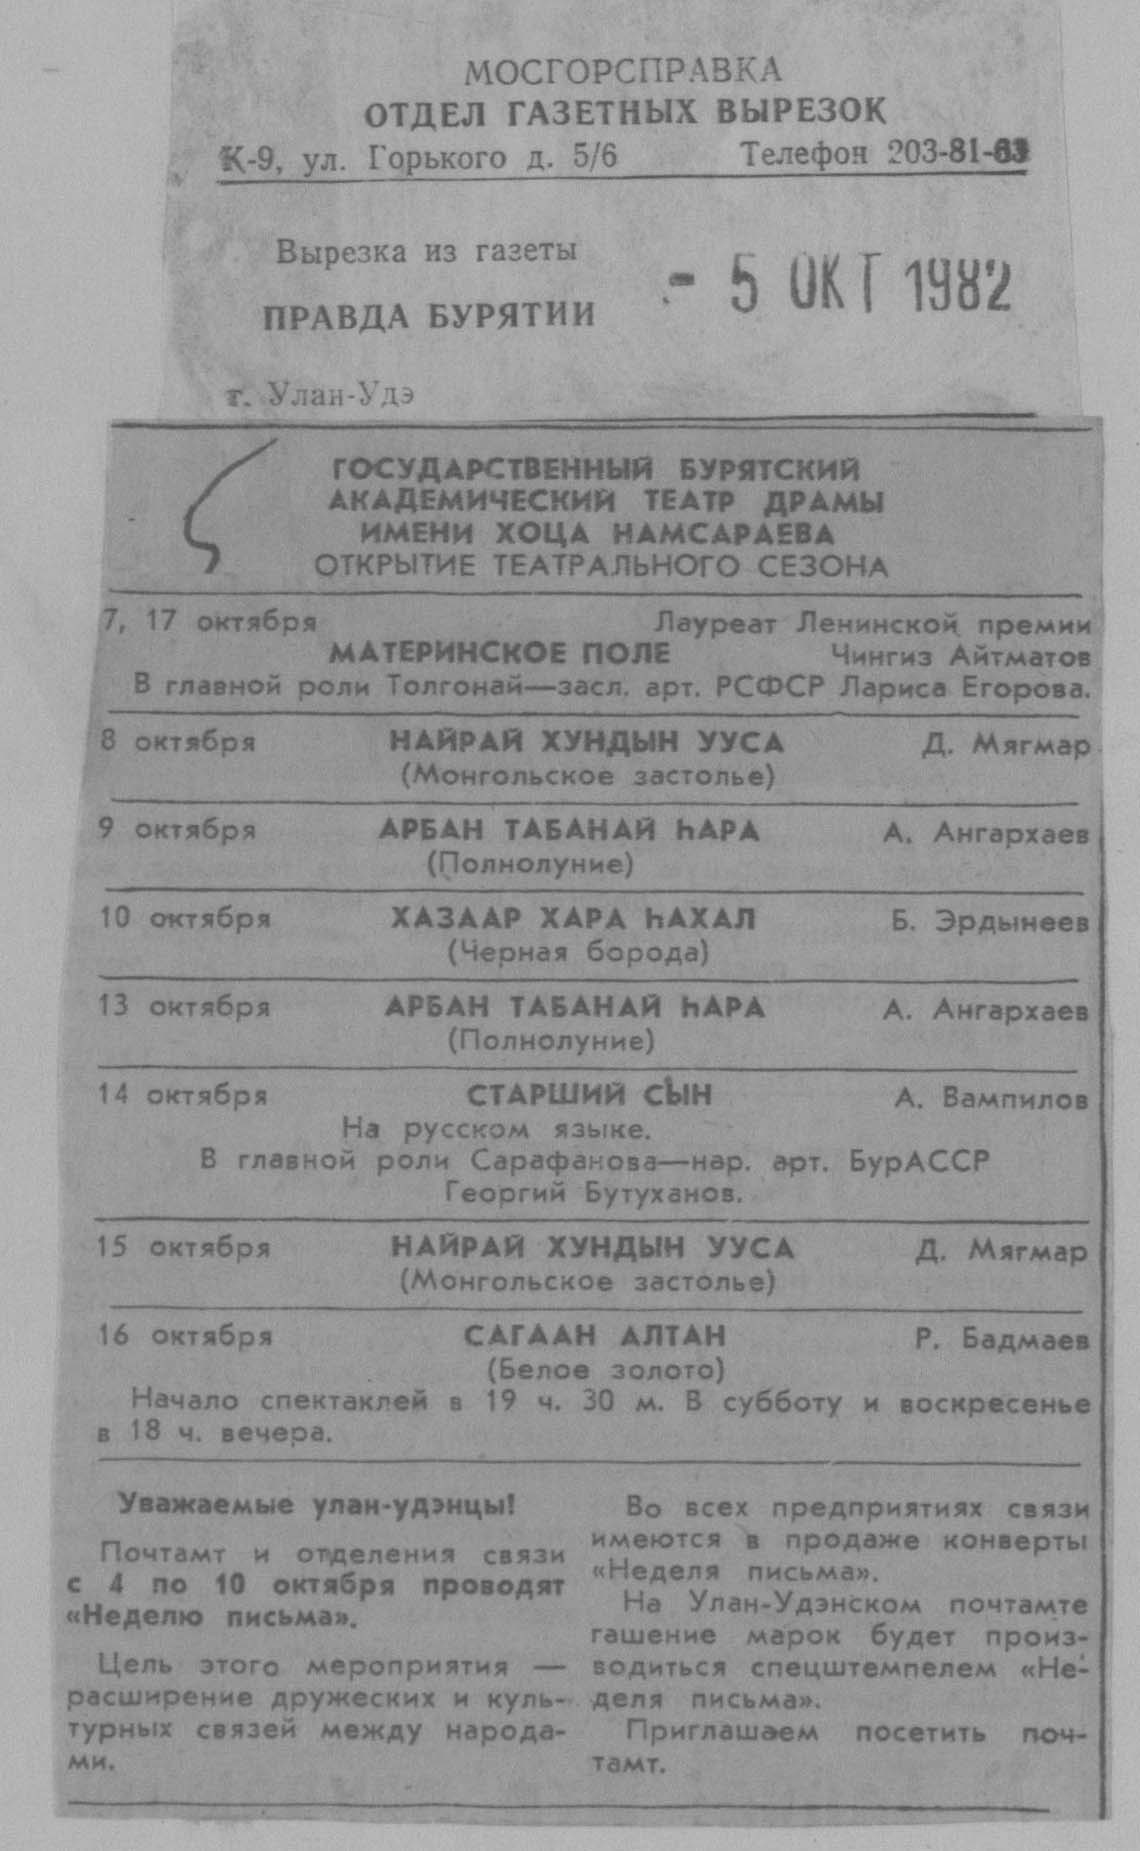 МОСГОРСПРАВКА
ОТДЕЛ ГАЗЕТНЫХ ВЫРЕЗОК
К-9, ул. Горького д. 5/6 Телефон 203-81-63
Вырезка из газеты
ПРАВДА БУРЯТИИ
- 5 ОКТ 1982
г. Улан-Удэ
ГОСУДАРСТВЕННЫЙ БУРЯТСКИЙ
АКАДЕМИЧЕСКИЙ ТЕАТР ДРАМЫ
ИМЕНИ ХОЦА НАМСАРАЕВА
ОТКРЫТИЕ ТЕАТРАЛЬНОГО СЕЗОНА
7, 17 октября Лауреат Ленинской премии
МАТЕРИНСКОЕ ПОЛЕ Чингиз Айтматов
В главной роли Толгонай—засл. арт. РСФСР Лариса Егорова.
8 октября НАЙРАЙ ХУНДЫН УУСА Д. Мягмар
(Монгольское застолье)
9 октября АРБАН ТАБАНАЙ ҺАРА А. Ангархаев
(Полнолуние)
10 октября ХАЗААР ХАРА ҺАХАЛ Б. Эрдынеев
(Черная борода)
13 октября АРБАН ТАБАНАЙ ҺАРА А. Ангархаев
(Полнолуние)
14 октября СТАРШИЙ СЫН А. Вампилов
На русском языке.
В главной роли Сарафанова—нар. арт. БурАССР
Георгий Бутуханов.
15 октября НАЙРАЙ ХУНДЫН УУСА Д. Мягмар
(Монгольское застолье)
16 октября САГААН АЛТАН Р. Бадмаев
(Белое золото)
Начало спектаклей в 19 ч. 30 м. В субботу и воскресенье
в 18 ч. вечера.
Уважаемые улан-удэнцы!
Почтамт и отделения связи
с 4 по 10 октября проводят
«Неделю письма».
Цель этого мероприятия —
расширение дружеских и куль-
турных связей между народа-
ми.
Во всех предприятиях связи
имеются в продаже конверты
«Неделя письма».
На Улан-Удэнском почтамте
гашение марок будет произ-
водиться спецштемпелем «Не-
деля письма».
Приглашаем посетить поч-
тамт.